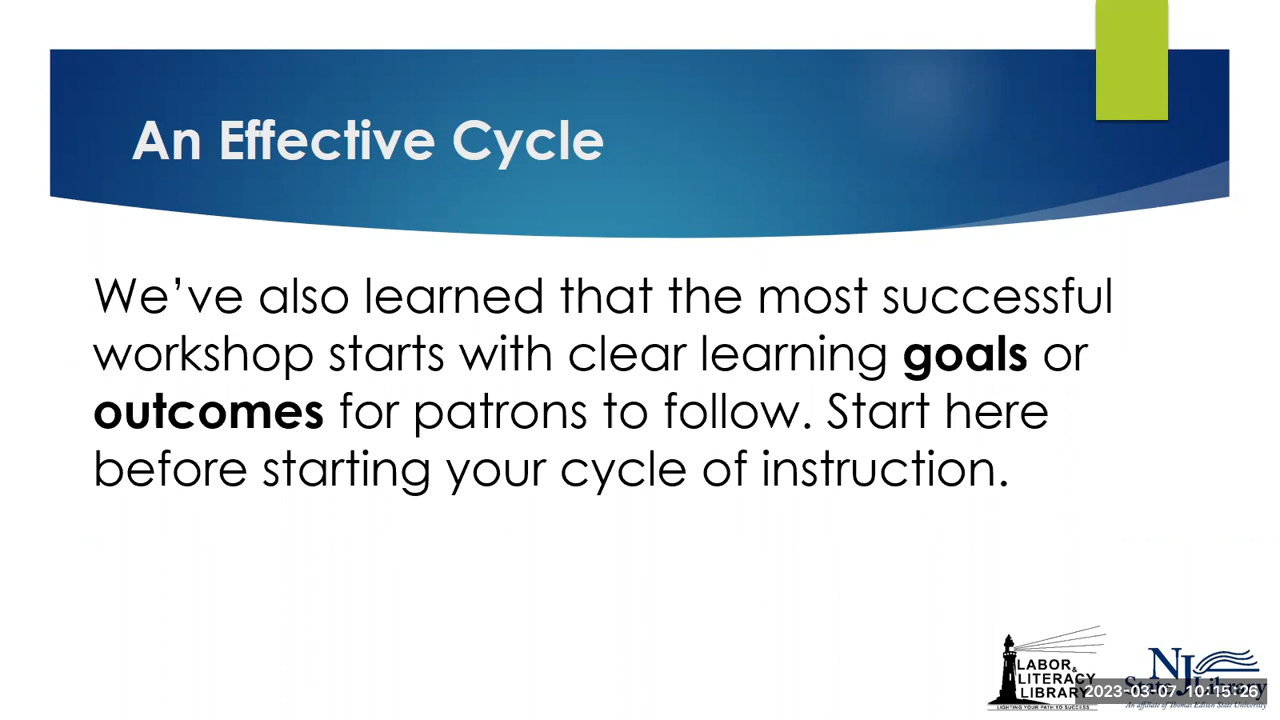 An Effective Cycle
We’ve also learned that the most successful
workshop starts with clear learning goals or
outcomes for patrons to follow. Start here
before starting your cycle of instruction.
LABOR &
LITERACY
LIBRARY
LIGHTING YOUR PATH TO SUCCESS
NJ
State Library
An affiliate of Thomas Edison State University
2023-03-07 10:15:26